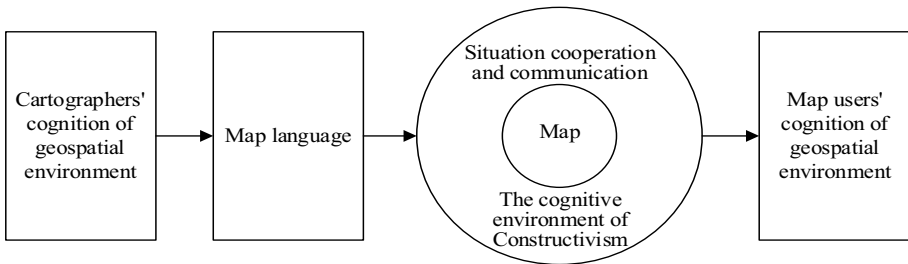 Cartographers'
cognition of
geospatial
environment
Map language
Situation cooperation
and communication
Map
The cognitive
environment of
Constructivism
Map users'
cognition of
geospatial
environment